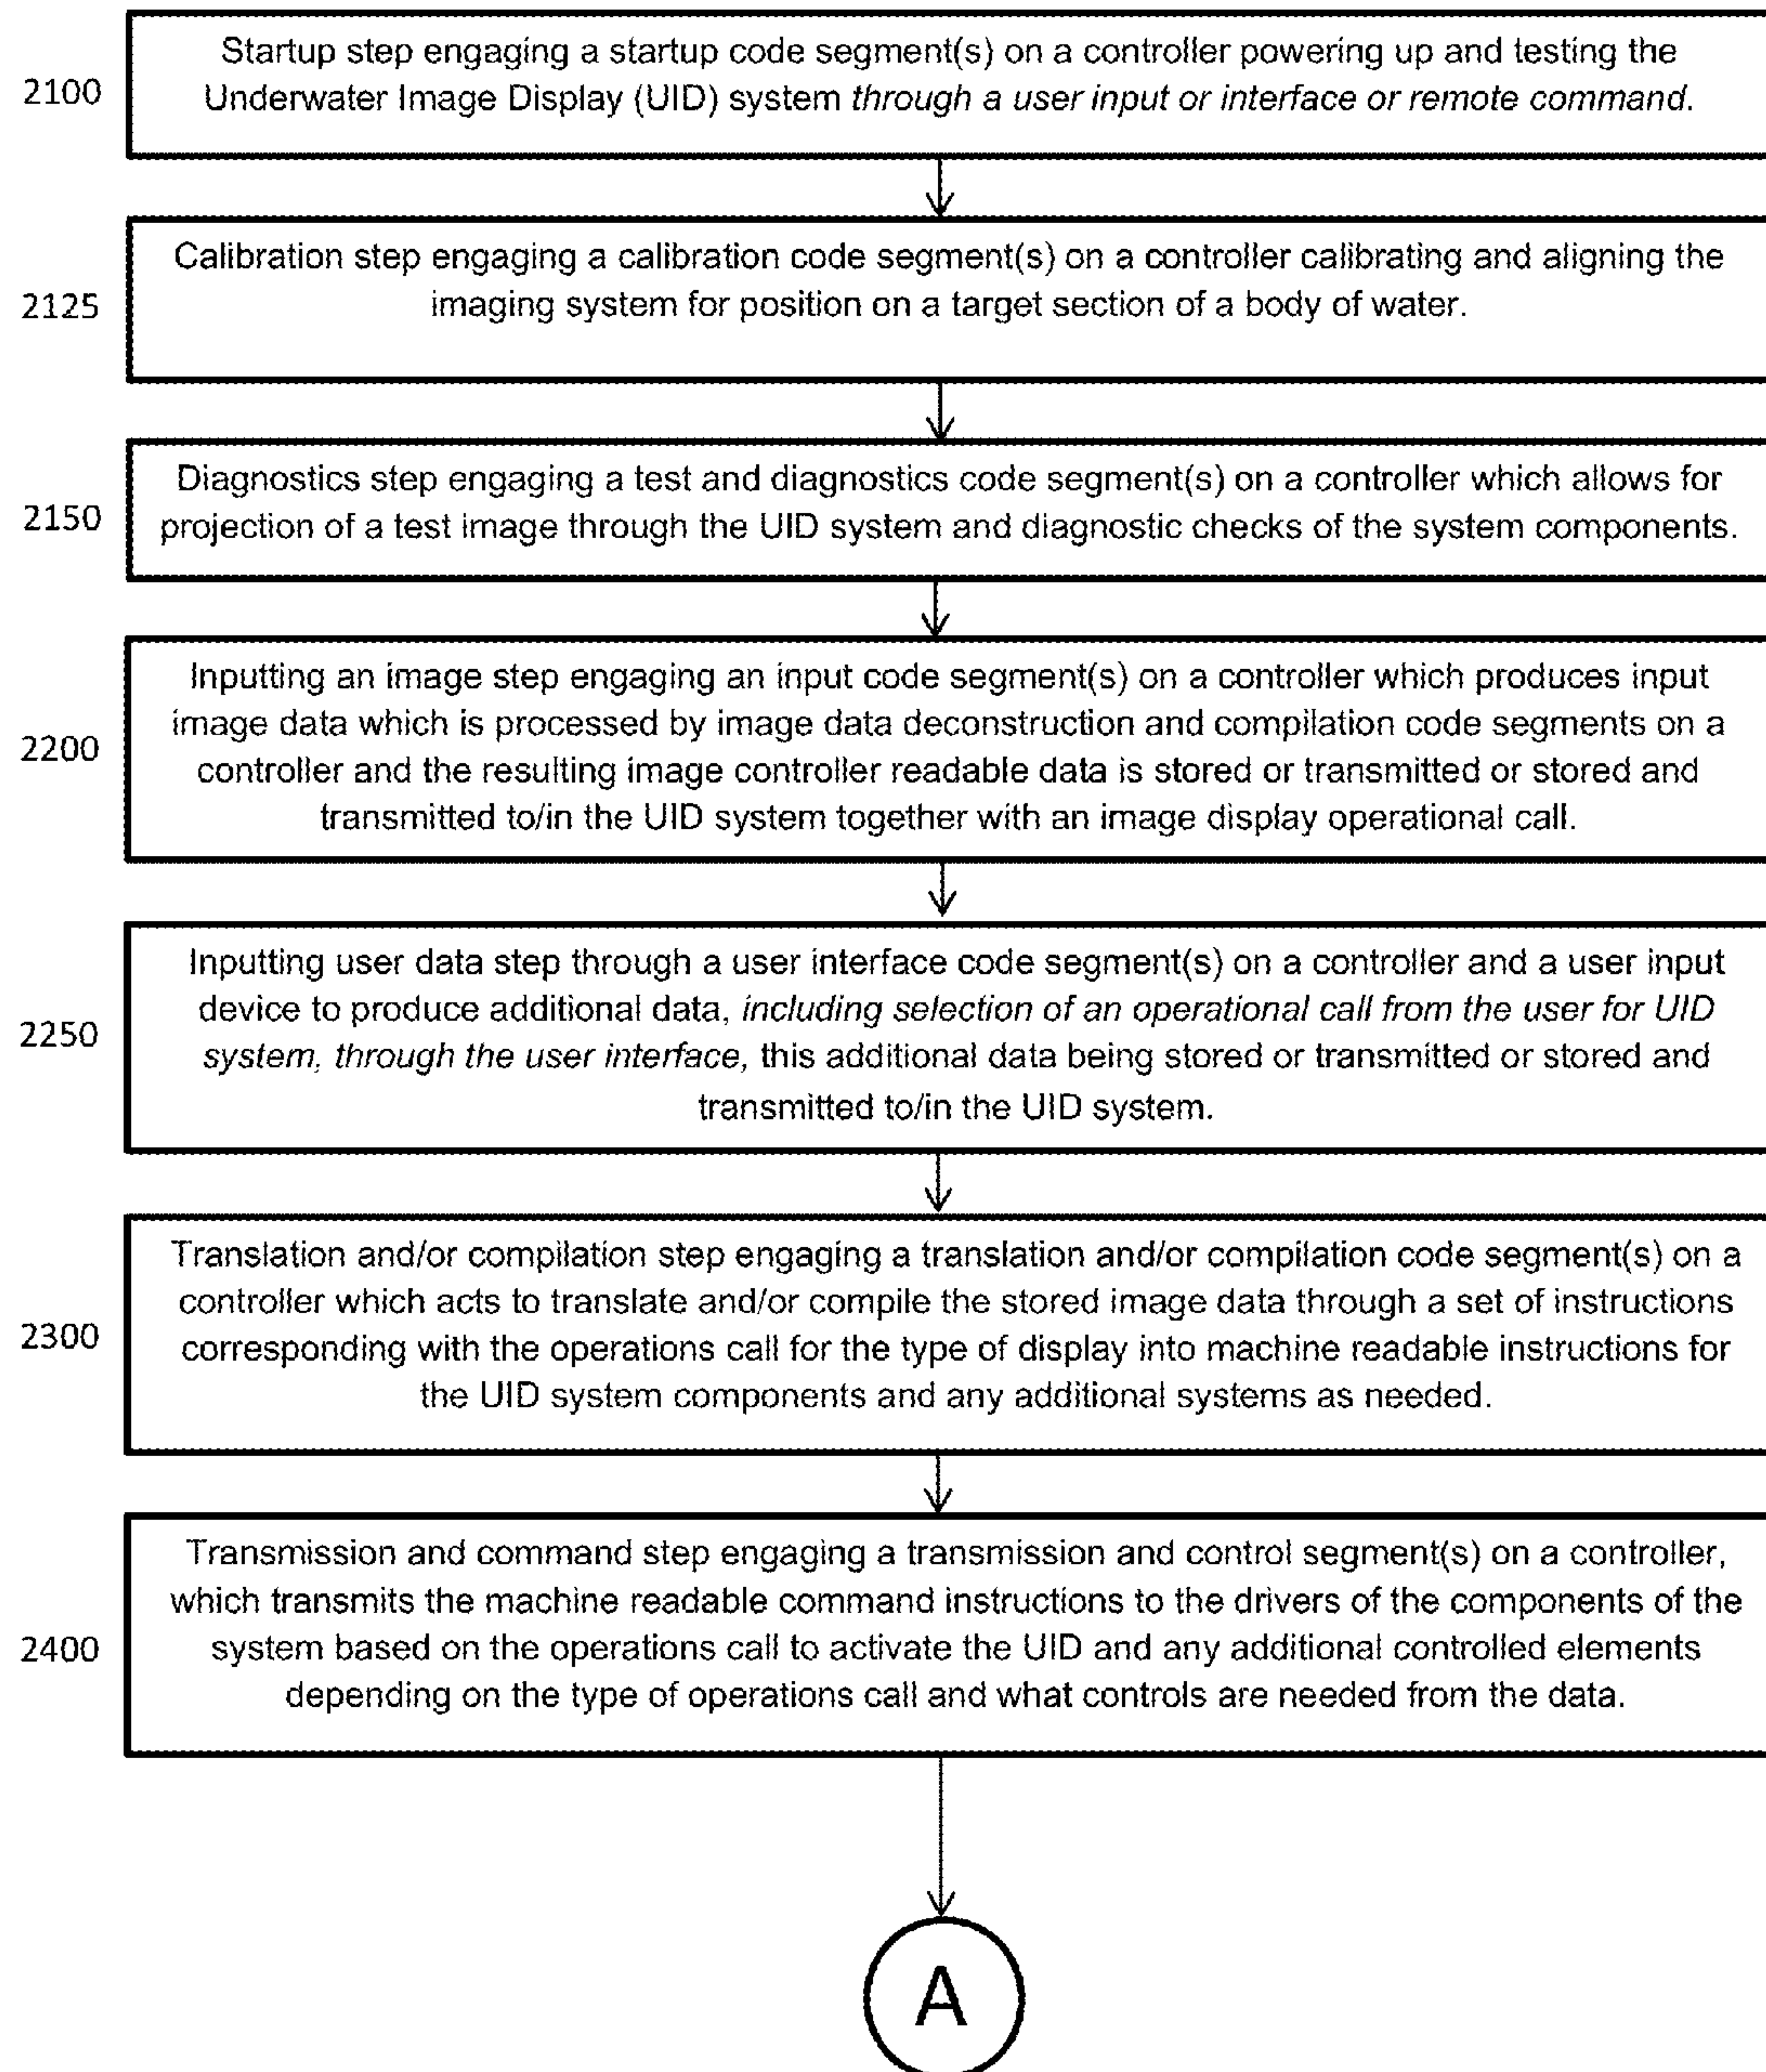 2100
Startup step engaging a startup code segment(s) on a controller powering up and testing the
Underwater Image Display (UID) system through a user input or interface or remote command.
2125
Calibration step engaging a calibration code segment(s) on a controller calibrating and aligning the
imaging system for position on a target section of a body of water.
2150
Diagnostics step engaging a test and diagnostics code segment(s) on a controller which allows for
projection of a test image through the UID system and diagnostic checks of the system components.
2200
Inputting an image step engaging an input code segment(s) on a controller which produces input
image data which is processed by image data deconstruction and compilation code segments on a
controller and the resulting image controller readable data is stored or transmitted or stored and
transmitted to/in the UID system together with an image display operational call.
2250
Inputting user data step through a user interface code segment(s) on a controller and a user input
device to produce additional data, including selection of an operational call from the user for UID
system, through the user interface, this additional data being stored or transmitted or stored and
transmitted to/in the UID system.
2300
Translation and/or compilation step engaging a translation and/or compilation code segment(s) on a
controller which acts to translate and/or compile the stored image data through a set of instructions
corresponding with the operations call for the type of display into machine readable instructions for
the UID system components and any additional systems as needed.
2400
Transmission and command step engaging a transmission and control segment(s) on a controller,
which transmits the machine readable command instructions to the drivers of the components of the
system based on the operations call to activate the UID and any additional controlled elements
depending on the type of operations call and what controls are needed from the data.
A